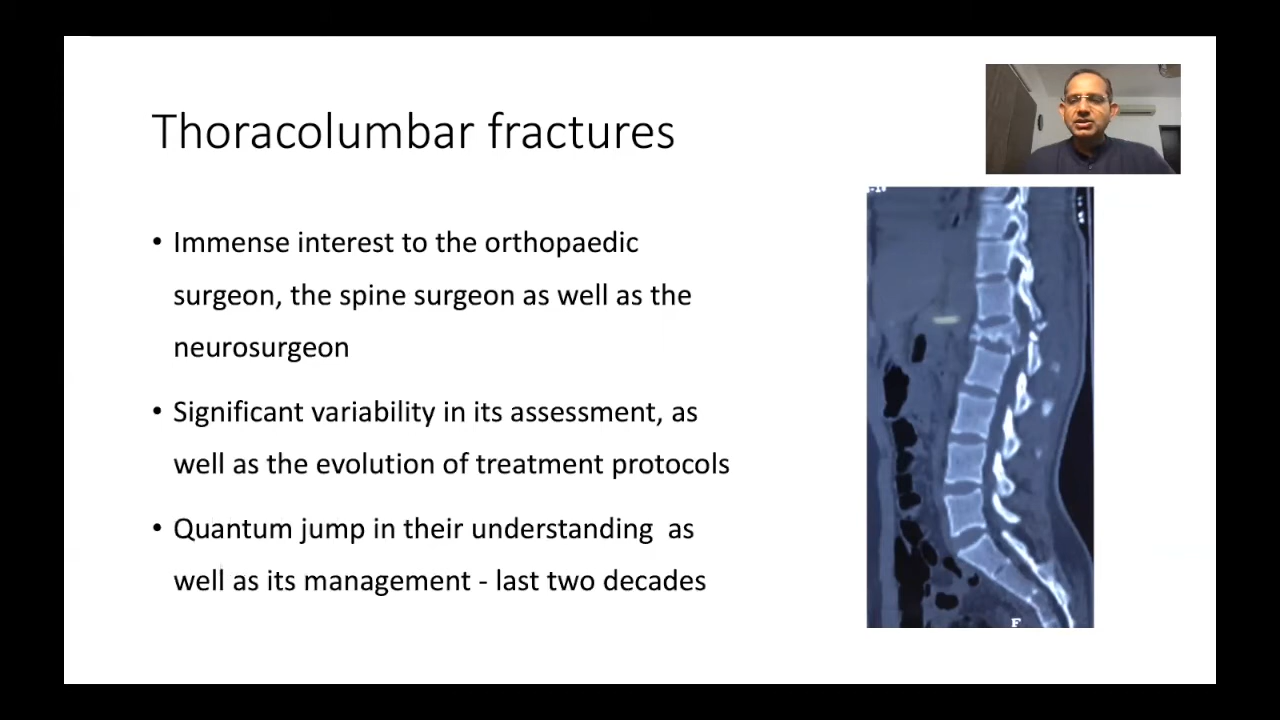 Thoracolumbar fractures
• Immense interest to the orthopaedic
surgeon, the spine surgeon as well as the
neurosurgeon
• Significant variability in its assessment, as
well as the evolution of treatment protocols
• Quantum jump in their understanding as
well as its management - last two decades
F